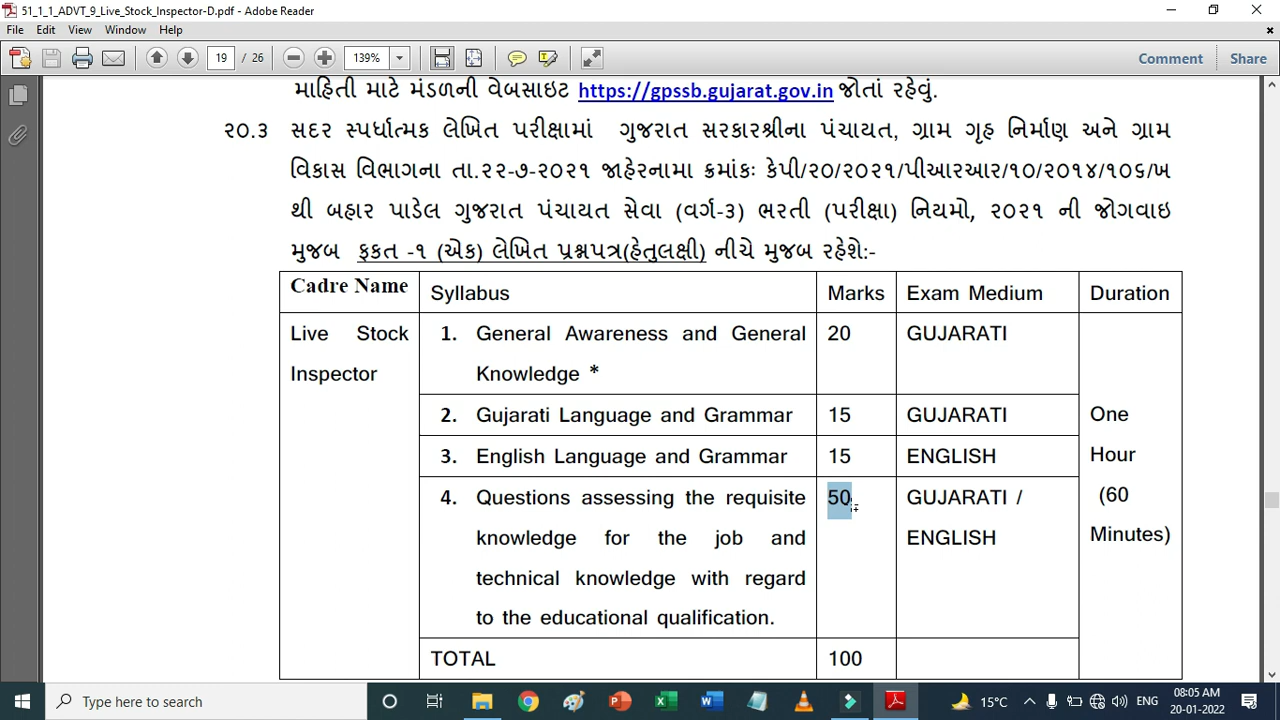 51_1_1_ADVT_9_Live_Stock_Inspector-D.pdf - Adobe Reader
File Edit View Window Help
19 / 26 139% Comment Share
માહિતી માટે મંડળની વેબસાઇટ https://gpssb.gujarat.gov.in જોતાં રહેવું.
૨૦.૩ સદર સ્પર્ધાત્મક લેખિત પરીક્ષામાં ગુજરાત સરકારશ્રીના પંચાયત, ગ્રામ ગૃહ નિર્માણ અને ગ્રામ
વિકાસ વિભાગના તા.૨૨-૭-૨૦૨૧ જાહેરનામા ક્રમાંકઃ કેપી/૨૦/૨૦૨૧/પીઆરઆર/૧૦/૨૦૧૪/૧૦૬/ખ
થી બહાર પાડેલ ગુજરાત પંચાયત સેવા (વર્ગ-૩) ભરતી (પરીક્ષા) નિયમો, ૨૦૨૧ ની જોગવાઇ
મુજબ ફકત -૧ (એક) લેખિત પ્રશ્નપત્ર(હેતુલક્ષી) નીચે મુજબ રહેશે:-
Cadre Name Syllabus Marks Exam Medium Duration
Live Stock 1. General Awareness and General 20 GUJARATI
Inspector Knowledge *
2. Gujarati Language and Grammar 15 GUJARATI One
3. English Language and Grammar 15 ENGLISH Hour
4. Questions assessing the requisite 50 GUJARATI / (60
knowledge for the job and ENGLISH Minutes)
technical knowledge with regard
to the educational qualification.
TOTAL 100
Type here to search 15°C ENG 08:05 AM
20-01-2022